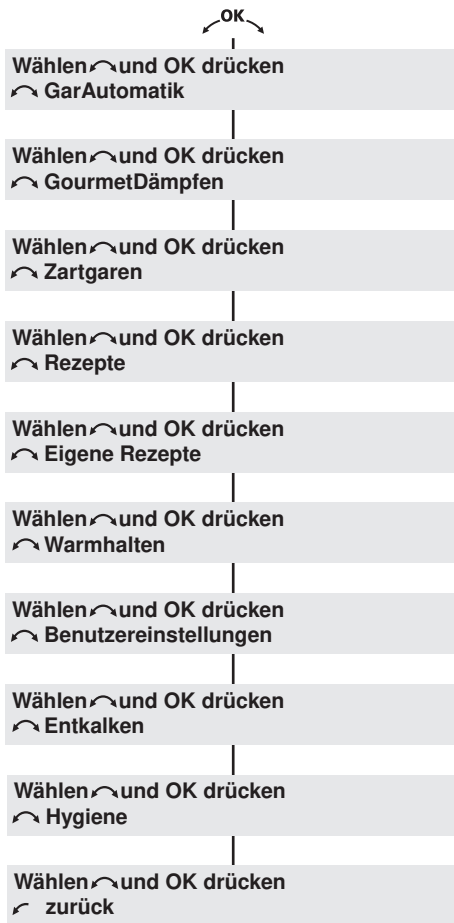 OK
Wählen und OK drücken
GarAutomatik
Wählen und OK drücken
GourmetDämpfen
Wählen und OK drücken
Zartgaren
Wählen und OK drücken
Rezepte
Wählen und OK drücken
Eigene Rezepte
Wählen und OK drücken
Warmhalten
Wählen und OK drücken
Benutzereinstellungen
Wählen und OK drücken
Entkalken
Wählen und OK drücken
Hygiene
Wählen und OK drücken
zurück